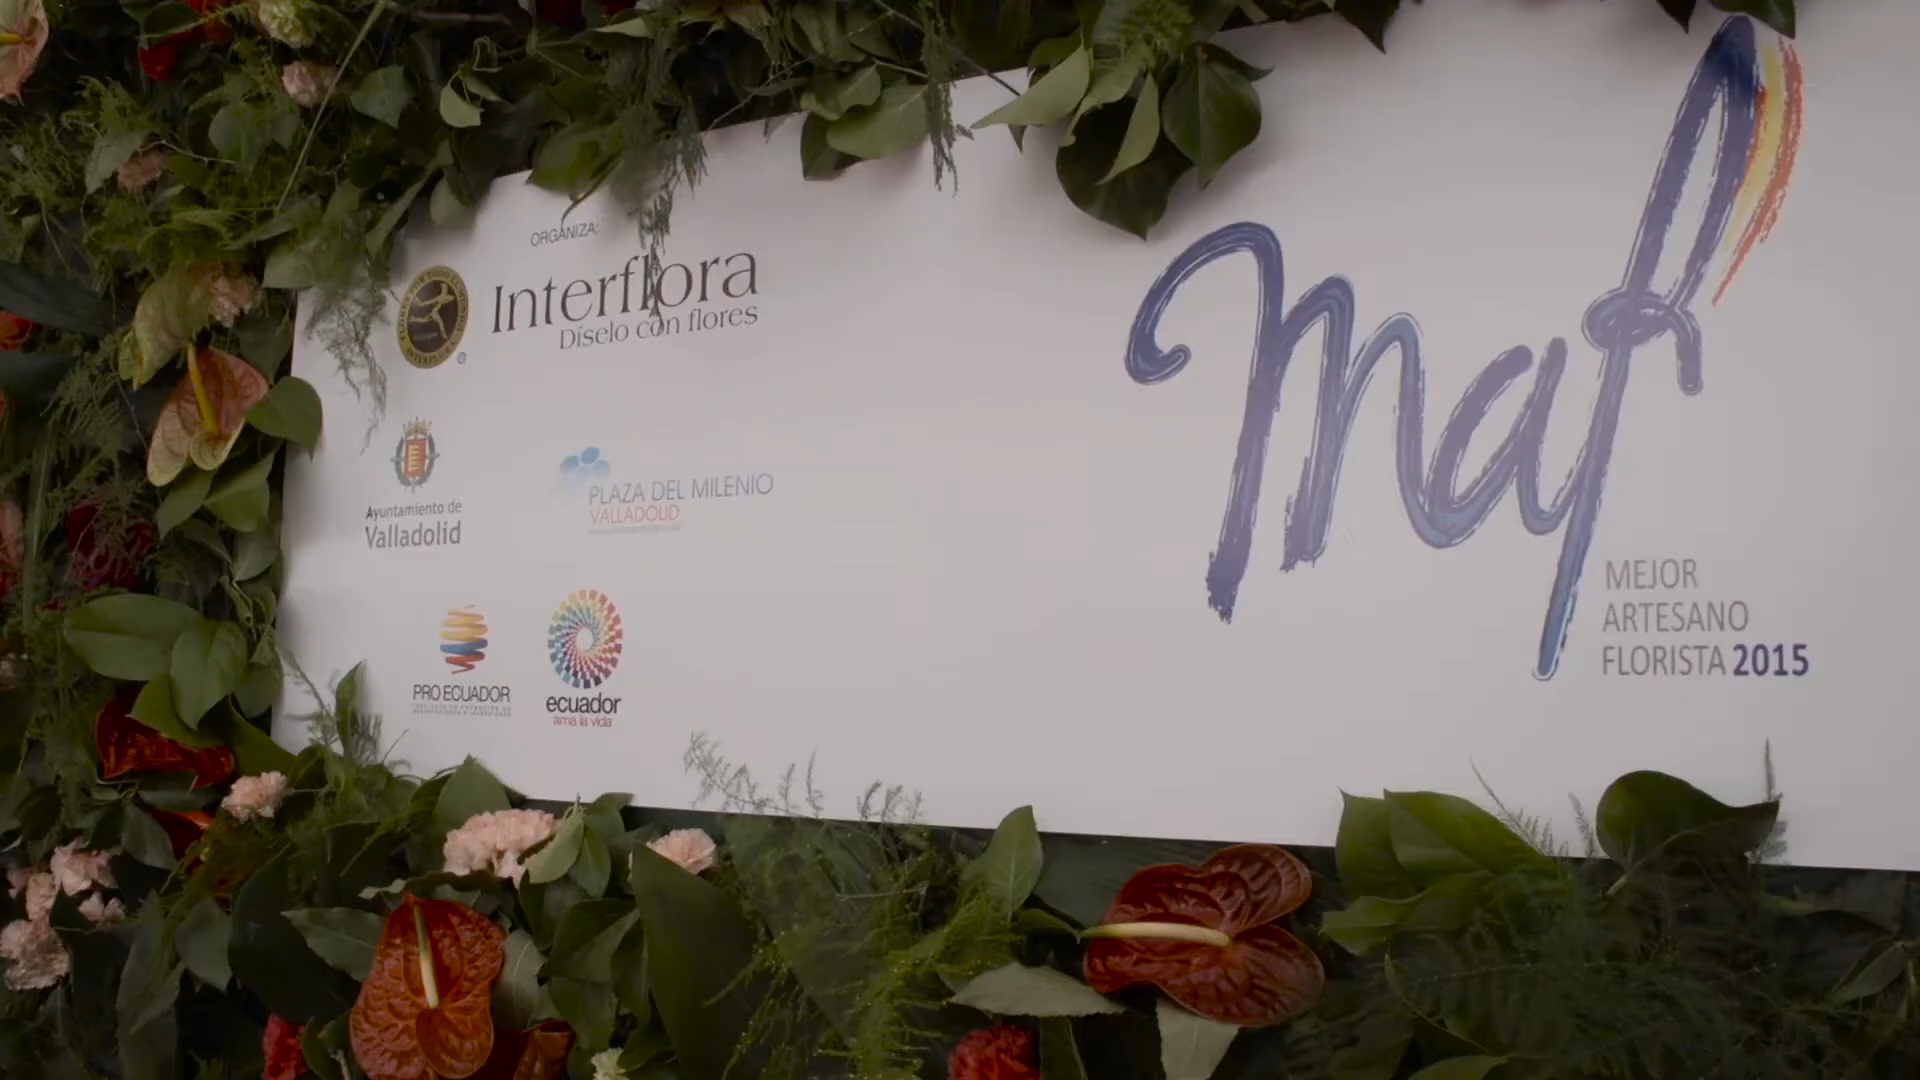 ORGANIZA:
Interflora
Díselo con flores
Ayuntamiento de
Valladolid
PLAZA DEL MILENIO
VALLADOLID
PRO ECUADOR
ecuador
ama la vida
maf
MEJOR
ARTESANO
FLORISTA 2015